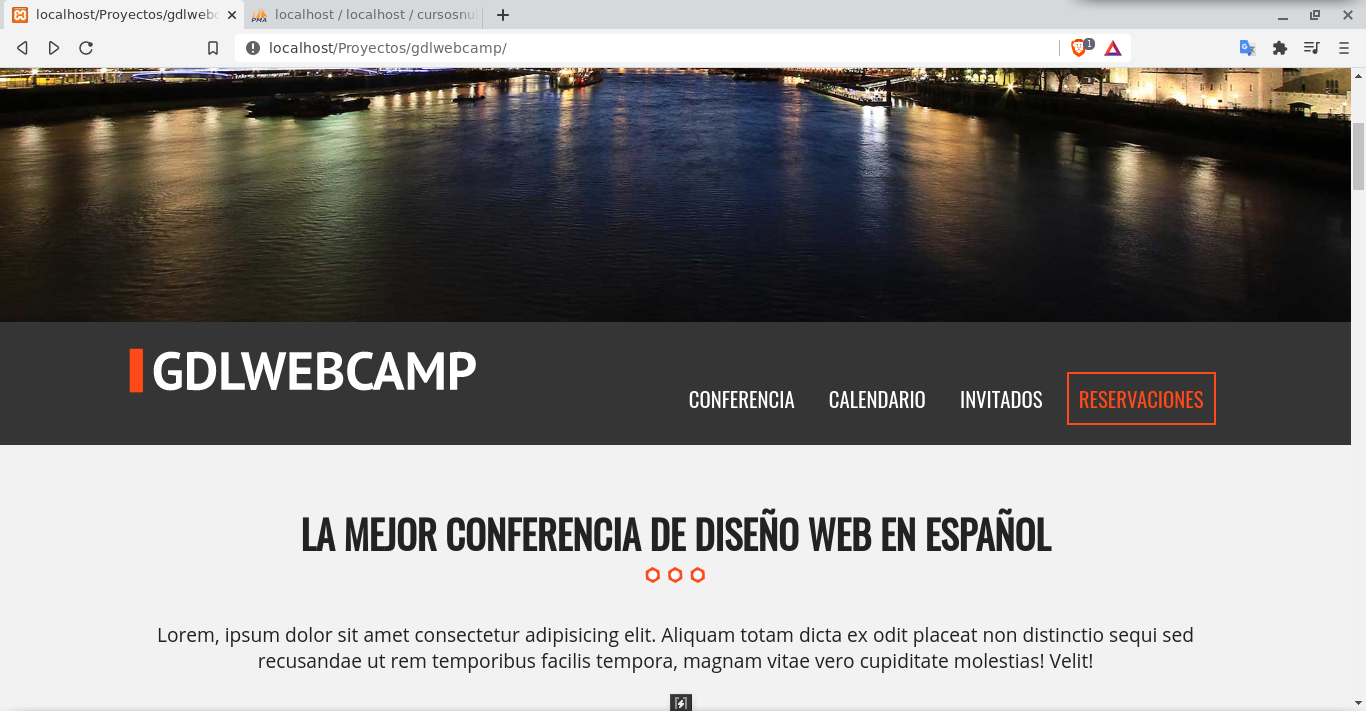 localhost/Proyectos/gdlwebc
localhost / localhost / cursosnu
localhost/Proyectos/gdlwebcamp/
1
GDLWEBCAMP
CONFERENCIA CALENDARIO INVITADOS RESERVACIONES
LA MEJOR CONFERENCIA DE DISEÑO WEB EN ESPAÑOL
Lorem, ipsum dolor sit amet consectetur adipisicing elit. Aliquam totam dicta ex odit placeat non distinctio sequi sed
recusandae ut rem temporibus facilis tempora, magnam vitae vero cupiditate molestias! Velit!